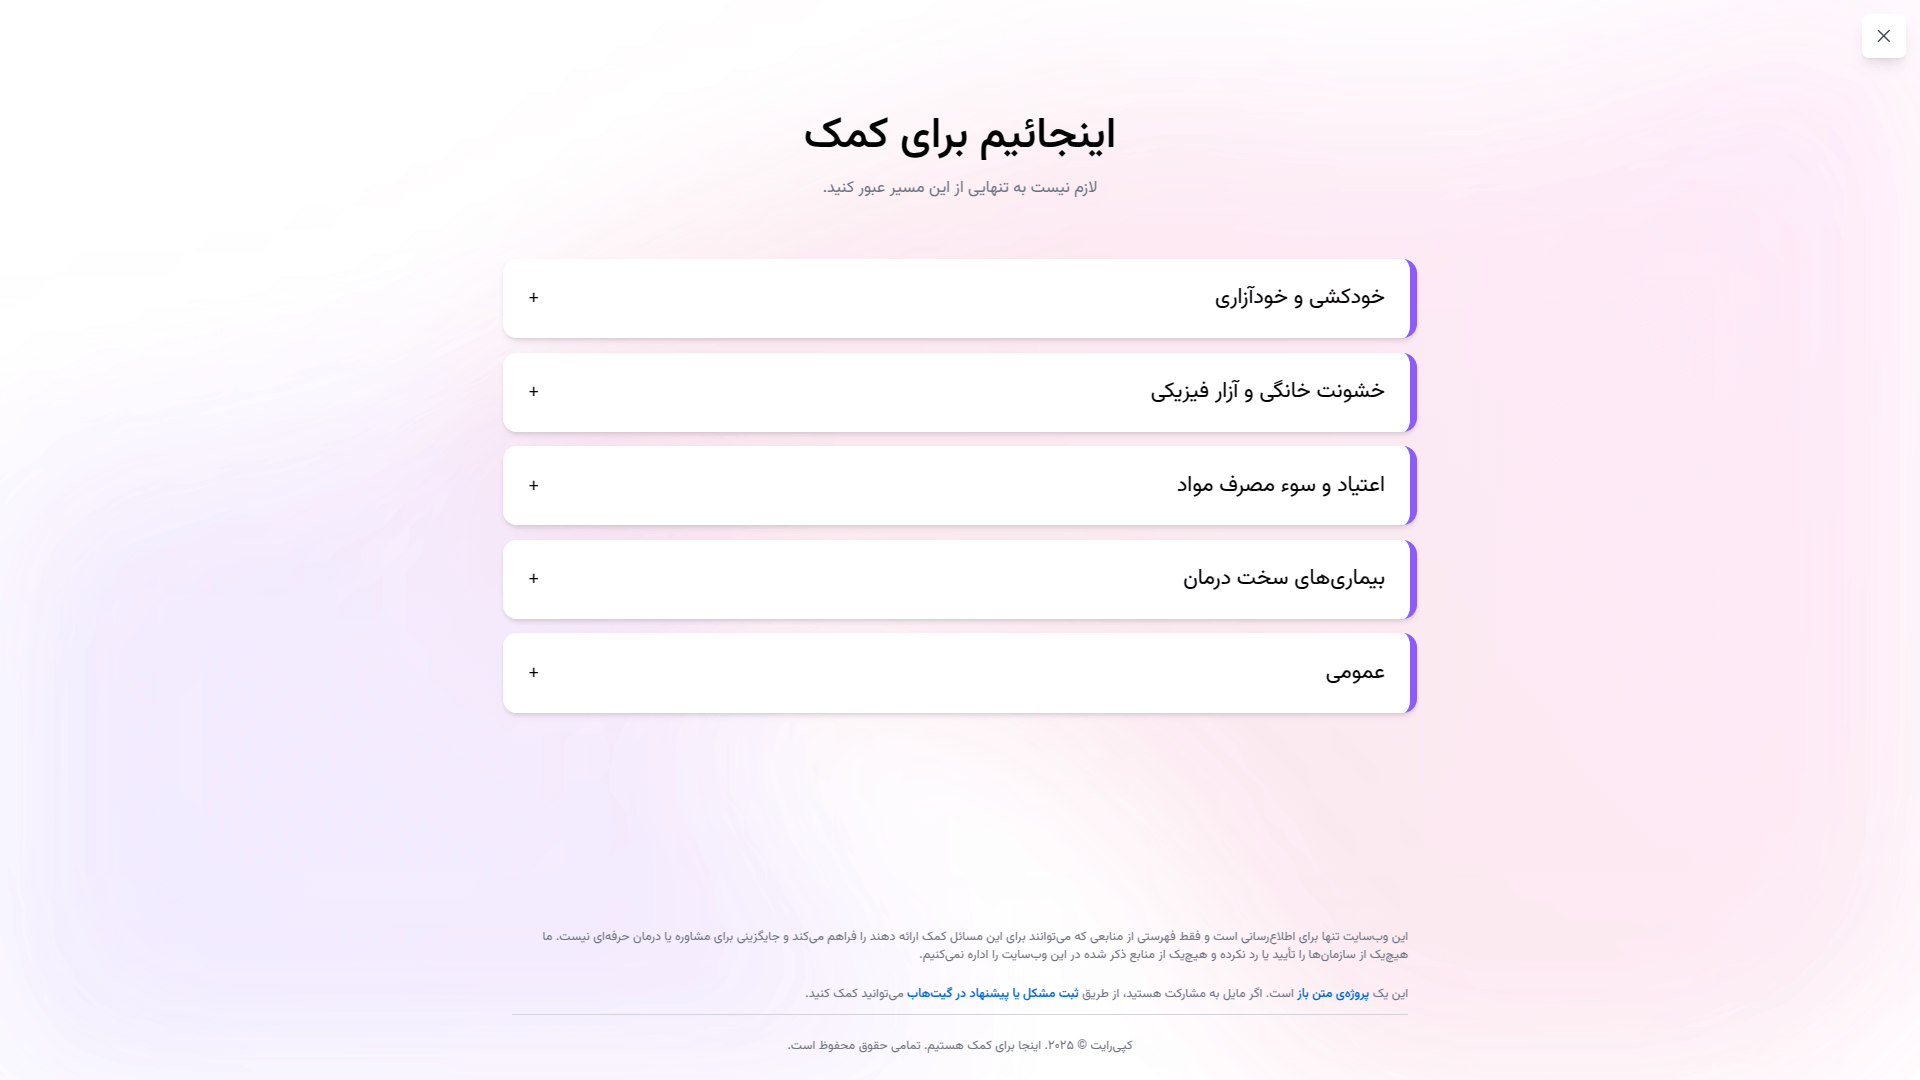 اینجائیم برای کمک
لازم نیست به تنهایی از این مسیر عبور کنید.
خودکشی و خودآزاری
+
خشونت خانگی و آزار فیزیکی
+
اعتیاد و سوء مصرف مواد
+
بیماری‌های سخت درمان
+
عمومی
+
این وب‌سایت تنها برای اطلاع‌رسانی است و فقط فهرستی از منابعی که می‌توانند برای این مسائل کمک ارائه دهند را فراهم می‌کند و جایگزینی برای مشاوره یا درمان حرفه‌ای نیست. ما
هیچ‌یک از سازمان‌ها را تأیید یا رد نکرده و هیچ‌یک از منابع ذکر شده در این وب‌سایت را اداره نمی‌کنیم.
این یک پروژه‌ی متن باز است. اگر مایل به مشارکت هستید، از طریق ثبت مشکل یا پیشنهاد در گیت‌هاب می‌توانید کمک کنید.
کپی‌رایت © ۲۰۲۵. اینجا برای کمک هستیم. تمامی حقوق محفوظ است.